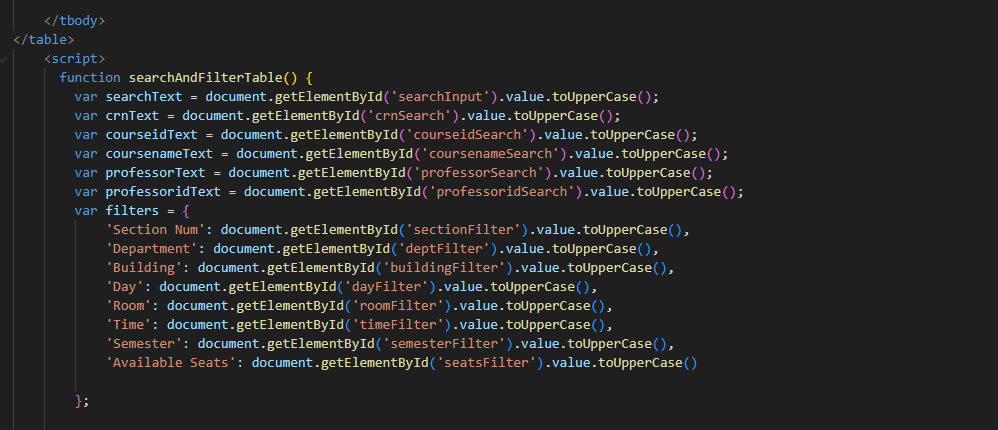 </tbody>
</table>
<script>
function searchAndFilterTable() {
var searchText = document.getElementById('searchInput').value.toUpperCase();
var crnText = document.getElementById('crnSearch').value.toUpperCase();
var courseidText = document.getElementById('courseidSearch').value.toUpperCase();
var coursenameText = document.getElementById('coursenameSearch').value.toUpperCase();
var professorText = document.getElementById('professorSearch').value.toUpperCase();
var professoridText = document.getElementById('professoridSearch').value.toUpperCase();
var filters = {
'Section Num': document.getElementById('sectionFilter').value.toUpperCase(),
'Department': document.getElementById('deptFilter').value.toUpperCase(),
'Building': document.getElementById('buildingFilter').value.toUpperCase(),
'Day': document.getElementById('dayFilter').value.toUpperCase(),
'Room': document.getElementById('roomFilter').value.toUpperCase(),
'Time': document.getElementById('timeFilter').value.toUpperCase(),
'Semester': document.getElementById('semesterFilter').value.toUpperCase(),
'Available Seats': document.getElementById('seatsFilter').value.toUpperCase()
};